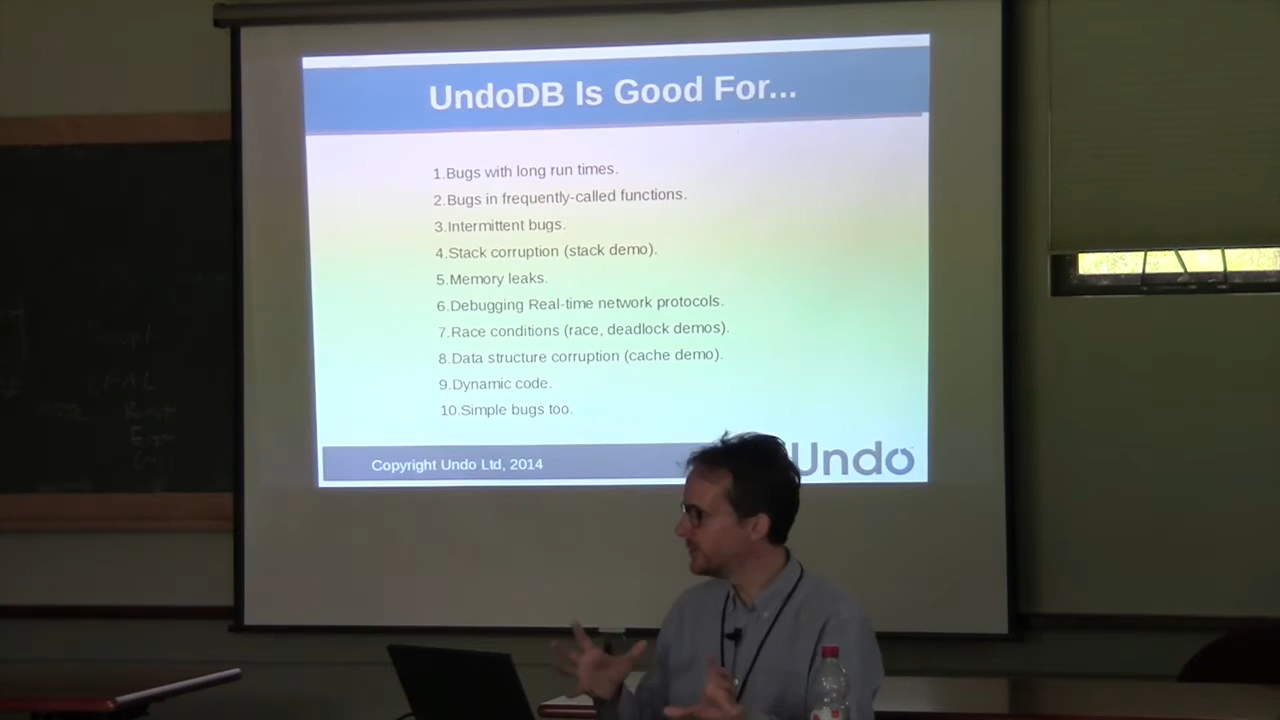 UndoDB Is Good For...
1.Bugs with long run times.
2.Bugs in frequently-called functions.
3.Intermittent bugs.
4.Stack corruption (stack demo).
5.Memory leaks.
6.Debugging Real-time network protocols.
7.Race conditions (race, deadlock demos).
8.Data structure corruption (cache demo).
9.Dynamic code.
10.Simple bugs too.
Copyright Undo Ltd, 2014
Undo